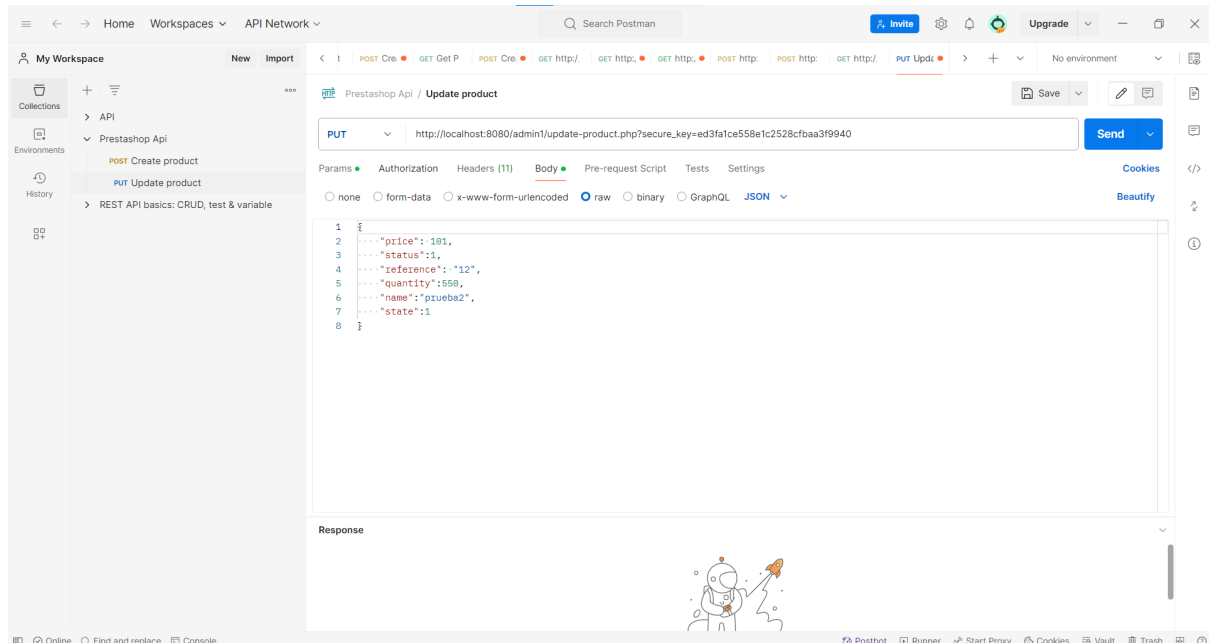 Home Workspaces API Network Search Postman Invite Upgrade
My Workspace New Import
POST Cre GET Get P POST Cre GET http:/ GET http:, GET http:, POST http: POST http: GET http:/ PUT Upda No environment
Collections
Environments
History
API
Prestashop Api
POST Create product
PUT Update product
REST API basics: CRUD, test & variable
HTTP Prestashop Api / Update product Save
PUT http://localhost:8080/admin1/update-product.php?secure_key=ed3fa1ce558e1c2528cfbaa3f9940 Send
Params Authorization Headers (11) Body Pre-request Script Tests Settings Cookies
none form-data x-www-form-urlencoded raw binary GraphQL JSON Beautify
1 {
2 "price": 101,
3 "status":1,
4 "reference": "12",
5 "quantity":550,
6 "name":"prueba2",
7 "state":1
8 }
Response
Online Find and replace Console Postbot Runner Start Proxy Cookies Vault Trash